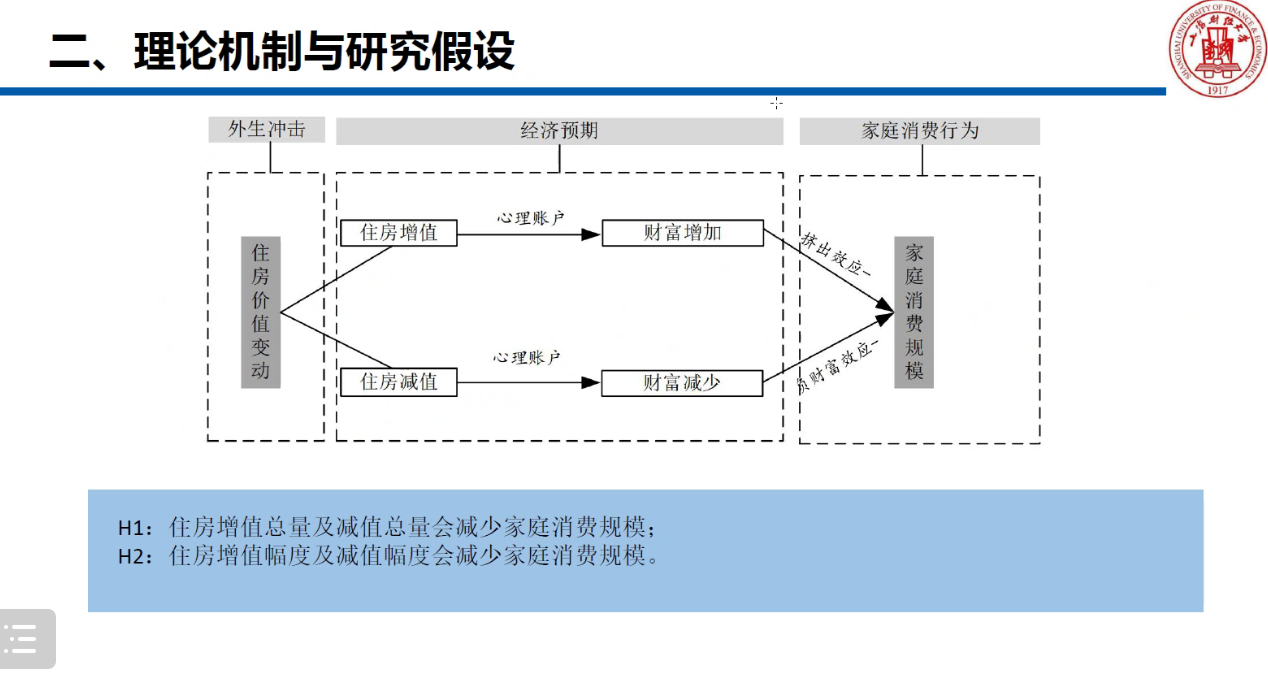 二、理论机制与研究假设
SHANGHAI UNIVERSITY OF FINANCE & ECONOMICS
上海财经大学
1917
外生冲击
经济预期
家庭消费行为
住房价值变动
住房增值
心理账户
财富增加
挤出效应-
住房减值
心理账户
财富减少
负财富效应-
家庭消费规模
H1：住房增值总量及减值总量会减少家庭消费规模；
H2：住房增值幅度及减值幅度会减少家庭消费规模。